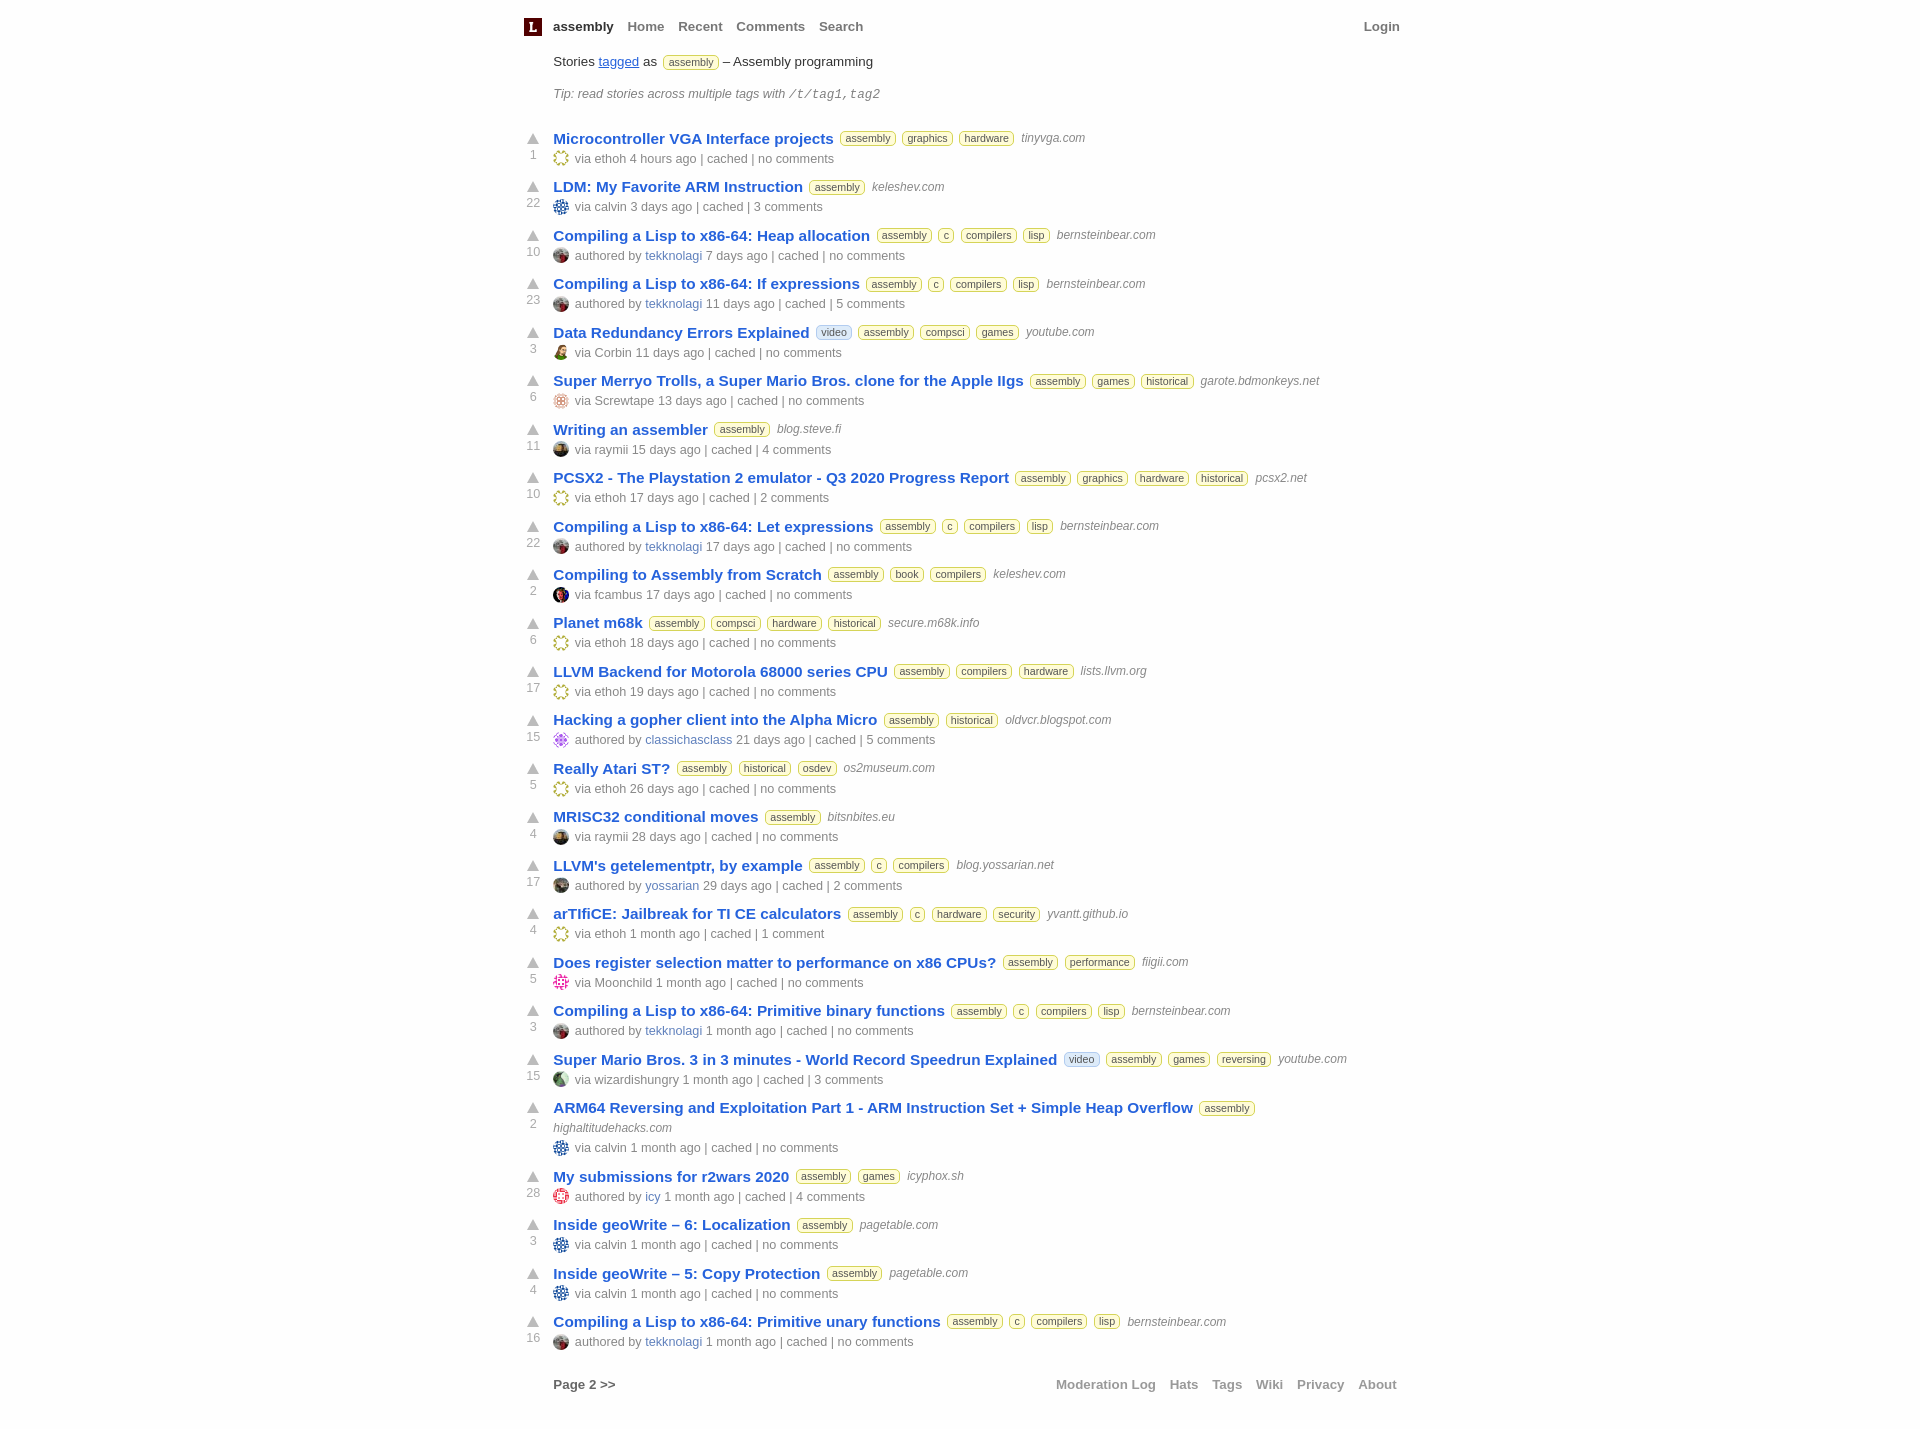 L assembly Home Recent Comments Search Login
Stories tagged as assembly – Assembly programming
Tip: read stories across multiple tags with /t/tag1,tag2
Microcontroller VGA Interface projects assembly graphics hardware tinyvga.com
1 via ethoh 4 hours ago | cached | no comments
LDM: My Favorite ARM Instruction assembly keleshev.com
22 via calvin 3 days ago | cached | 3 comments
Compiling a Lisp to x86-64: Heap allocation assembly c compilers lisp bernsteinbear.com
10 authored by tekknolagi 7 days ago | cached | no comments
Compiling a Lisp to x86-64: If expressions assembly c compilers lisp bernsteinbear.com
23 authored by tekknolagi 11 days ago | cached | 5 comments
Data Redundancy Errors Explained video assembly compsci games youtube.com
3 via Corbin 11 days ago | cached | no comments
Super Merryo Trolls, a Super Mario Bros. clone for the Apple IIgs assembly games historical garote.bdmonkeys.net
6 via Screwtape 13 days ago | cached | no comments
Writing an assembler assembly blog.steve.fi
11 via raymii 15 days ago | cached | 4 comments
PCSX2 - The Playstation 2 emulator - Q3 2020 Progress Report assembly graphics hardware historical pcsx2.net
10 via ethoh 17 days ago | cached | 2 comments
Compiling a Lisp to x86-64: Let expressions assembly c compilers lisp bernsteinbear.com
22 authored by tekknolagi 17 days ago | cached | no comments
Compiling to Assembly from Scratch assembly book compilers keleshev.com
2 via fcambus 17 days ago | cached | no comments
Planet m68k assembly compsci hardware historical secure.m68k.info
6 via ethoh 18 days ago | cached | no comments
LLVM Backend for Motorola 68000 series CPU assembly compilers hardware lists.llvm.org
17 via ethoh 19 days ago | cached | no comments
Hacking a gopher client into the Alpha Micro assembly historical oldvcr.blogspot.com
15 authored by classichasclass 21 days ago | cached | 5 comments
Really Atari ST? assembly historical osdev os2museum.com
5 via ethoh 26 days ago | cached | no comments
MRISC32 conditional moves assembly bitsnbites.eu
4 via raymii 28 days ago | cached | no comments
LLVM's getelementptr, by example assembly c compilers blog.yossarian.net
17 authored by yossarian 29 days ago | cached | 2 comments
arTIfiCE: Jailbreak for TI CE calculators assembly c hardware security yvantt.github.io
4 via ethoh 1 month ago | cached | 1 comment
Does register selection matter to performance on x86 CPUs? assembly performance fiigii.com
5 via Moonchild 1 month ago | cached | no comments
Compiling a Lisp to x86-64: Primitive binary functions assembly c compilers lisp bernsteinbear.com
3 authored by tekknolagi 1 month ago | cached | no comments
Super Mario Bros. 3 in 3 minutes - World Record Speedrun Explained video assembly games reversing youtube.com
15 via wizardishungry 1 month ago | cached | 3 comments
ARM64 Reversing and Exploitation Part 1 - ARM Instruction Set + Simple Heap Overflow assembly
2 highaltitudehacks.com
via calvin 1 month ago | cached | no comments
My submissions for r2wars 2020 assembly games icyphox.sh
28 authored by icy 1 month ago | cached | 4 comments
Inside geoWrite – 6: Localization assembly pagetable.com
3 via calvin 1 month ago | cached | no comments
Inside geoWrite – 5: Copy Protection assembly pagetable.com
4 via calvin 1 month ago | cached | no comments
Compiling a Lisp to x86-64: Primitive unary functions assembly c compilers lisp bernsteinbear.com
16 authored by tekknolagi 1 month ago | cached | no comments
Page 2 >> Moderation Log Hats Tags Wiki Privacy About